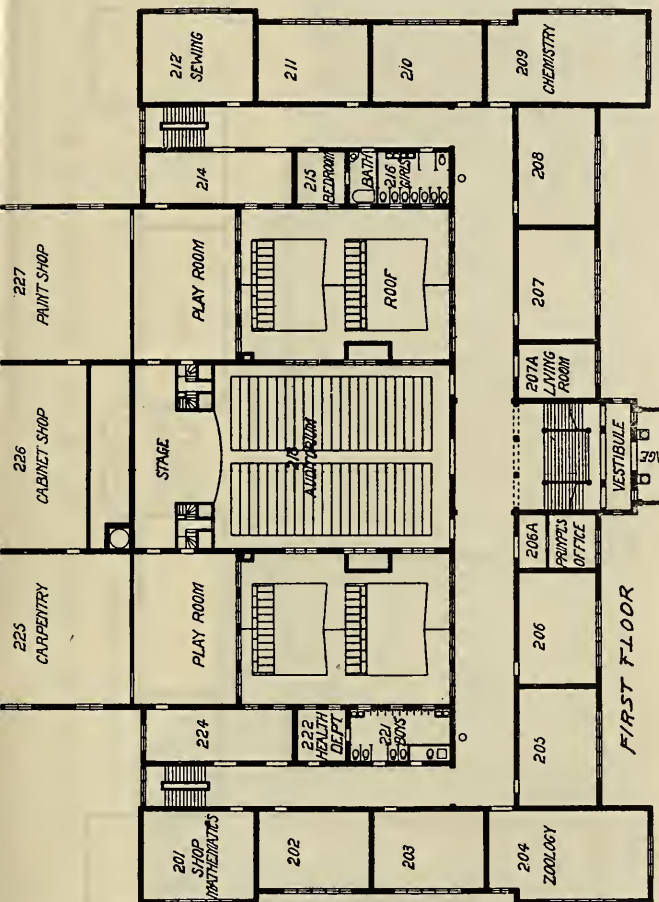 212
SEWING
211
210
209
CHEMISTRY
214
215
BEDROOM
BATH
216
GIRLS
208
227
PAINT SHOP
PLAY ROOM
ROOF
207
207A
LIVING
ROOM
226
CABINET SHOP
STAGE
218
AUDITORIUM
VESTIBULE
206A
PRINP'LS
OFFICE
225
CARPENTRY
PLAY ROOM
206
224
222
HEALTH
DEPT
221
BOYS
205
201
SHOP
MATHEMATICS
202
203
204
ZOOLOGY
FIRST FLOOR